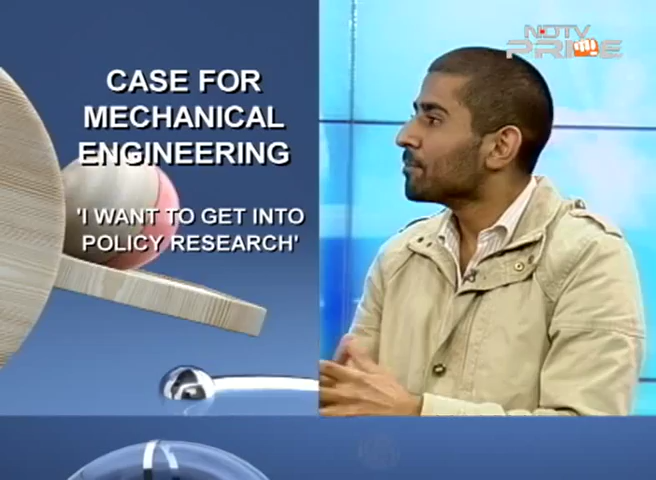 NDTV
PRIME
CASE FOR
MECHANICAL
ENGINEERING
'I WANT TO GET INTO
POLICY RESEARCH'